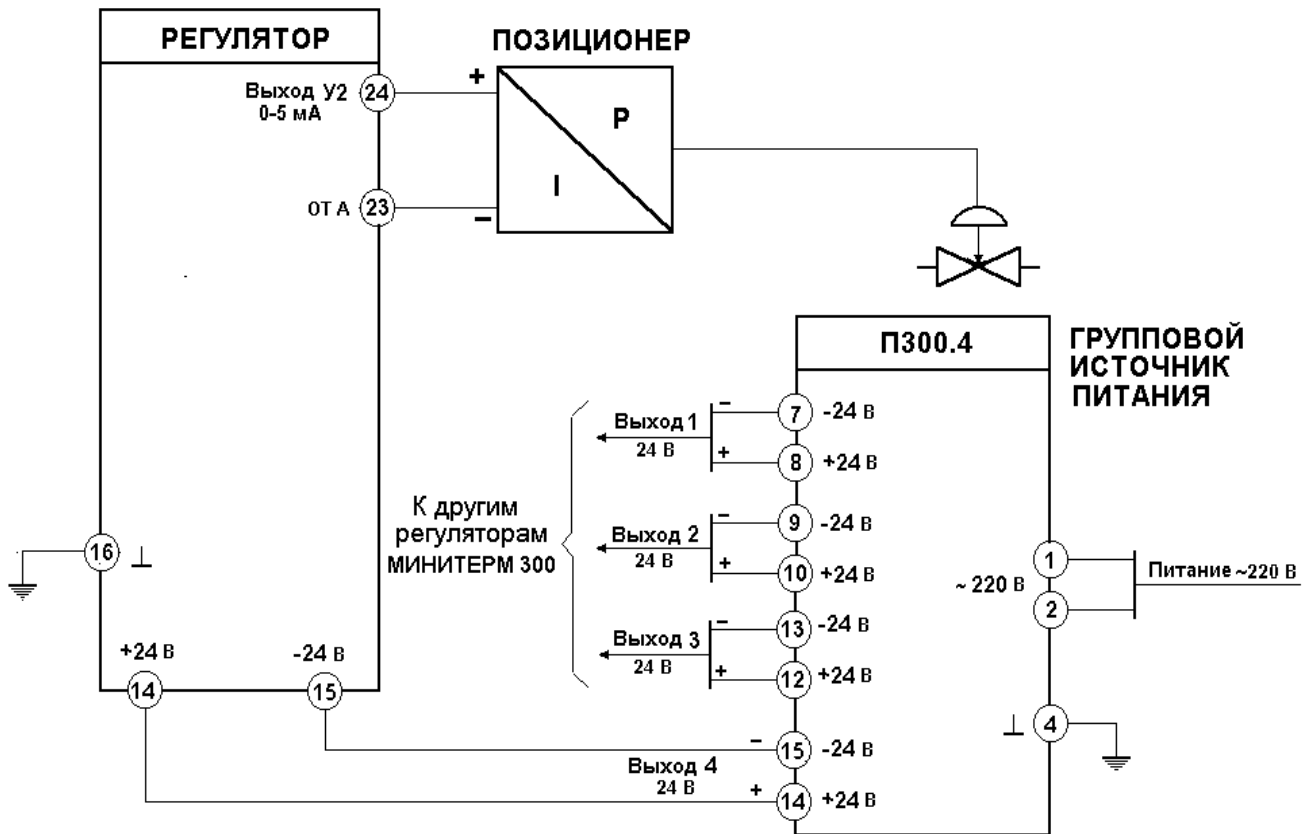 РЕГУЛЯТОР
ПОЗИЦИОНЕР
Выход У2
0-5 мА
24
+
P
I
ОТ А
23
–
П300.4
ГРУППОВОЙ
ИСТОЧНИК
ПИТАНИЯ
– 7 -24 В
Выход 1
24 В
+ 8 +24 В
К другим
регуляторам
МИНИТЕРМ 300
– 9 -24 В
Выход 2
24 В
+ 10 +24 В
– 13 -24 В
Выход 3
24 В
+ 12 +24 В
1
~ 220 В
2
Питание ~220 В
16 ⊥
+24 В
-24 В
14
15
⊥ 4
– 15 -24 В
Выход 4
24 В
+ 14 +24 В